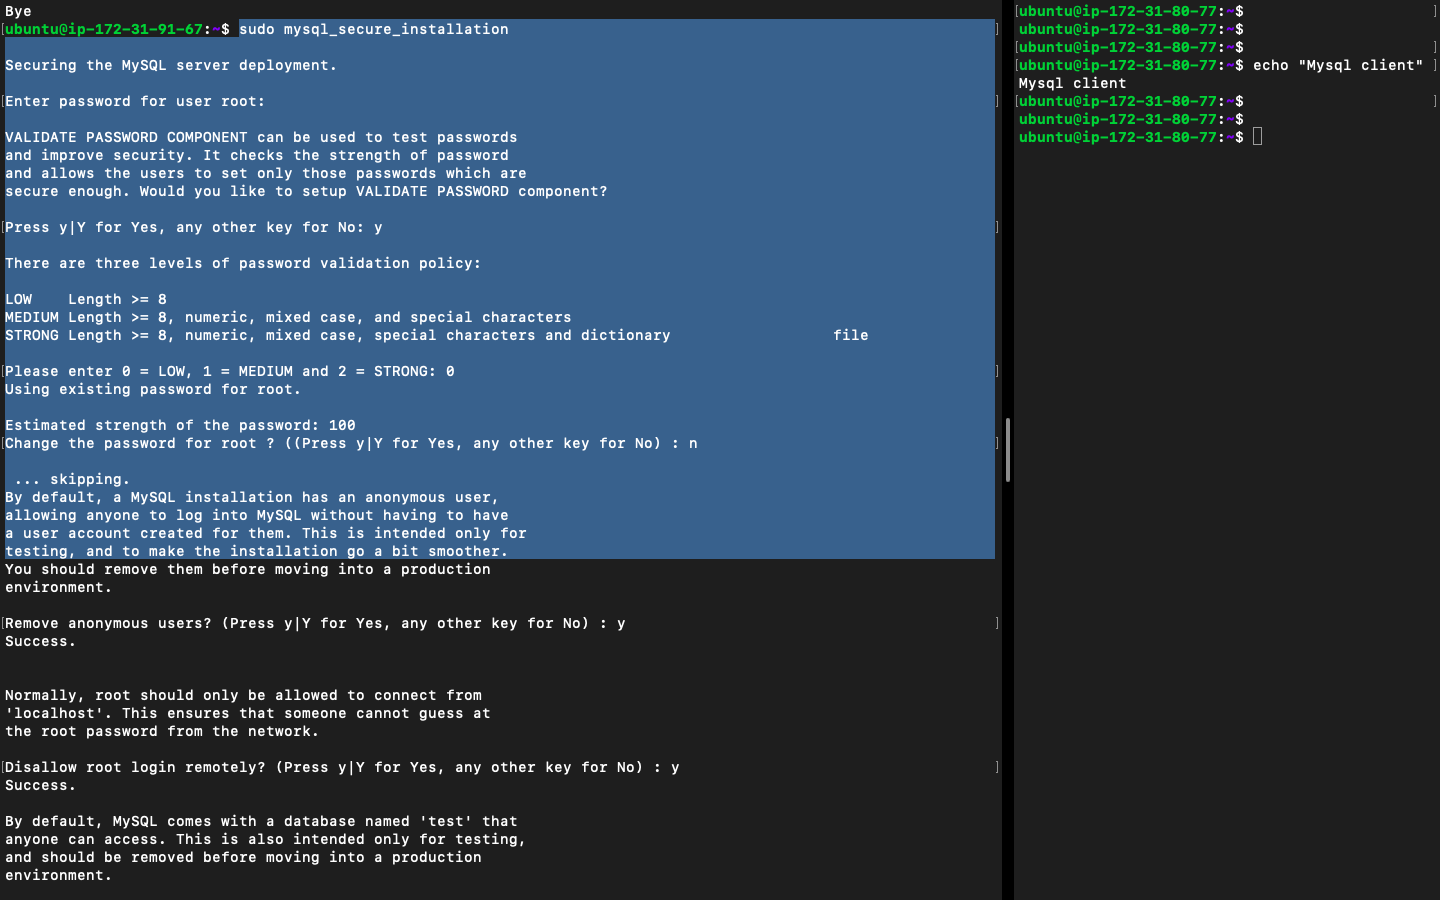 Bye
ubuntu@ip-172-31-91-67:~$ sudo mysql_secure_installation
Securing the MySQL server deployment.
Enter password for user root:
VALIDATE PASSWORD COMPONENT can be used to test passwords
and improve security. It checks the strength of password
and allows the users to set only those passwords which are
secure enough. Would you like to setup VALIDATE PASSWORD component?
Press y|Y for Yes, any other key for No: y
There are three levels of password validation policy:
LOW    Length >= 8
MEDIUM Length >= 8, numeric, mixed case, and special characters
STRONG Length >= 8, numeric, mixed case, special characters and dictionary                  file
Please enter 0 = LOW, 1 = MEDIUM and 2 = STRONG: 0
Using existing password for root.
Estimated strength of the password: 100
Change the password for root ? ((Press y|Y for Yes, any other key for No) : n
 ... skipping.
By default, a MySQL installation has an anonymous user,
allowing anyone to log into MySQL without having to have
a user account created for them. This is intended only for
testing, and to make the installation go a bit smoother.
You should remove them before moving into a production
environment.
Remove anonymous users? (Press y|Y for Yes, any other key for No) : y
Success.
Normally, root should only be allowed to connect from
'localhost'. This ensures that someone cannot guess at
the root password from the network.
Disallow root login remotely? (Press y|Y for Yes, any other key for No) : y
Success.
By default, MySQL comes with a database named 'test' that
anyone can access. This is also intended only for testing,
and should be removed before moving into a production
environment.
ubuntu@ip-172-31-80-77:~$
ubuntu@ip-172-31-80-77:~$
ubuntu@ip-172-31-80-77:~$
ubuntu@ip-172-31-80-77:~$ echo "Mysql client"
Mysql client
ubuntu@ip-172-31-80-77:~$
ubuntu@ip-172-31-80-77:~$
ubuntu@ip-172-31-80-77:~$